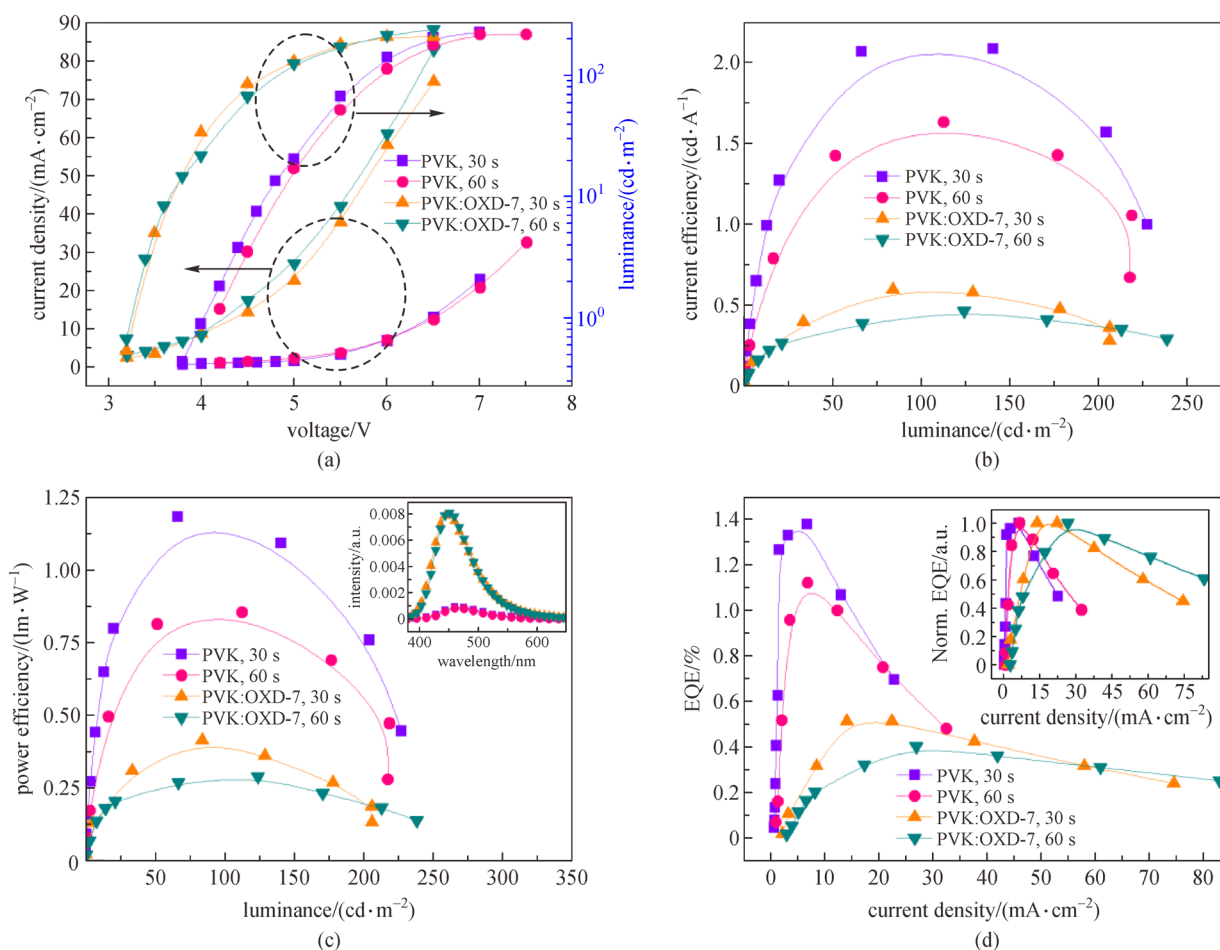 90
80
70
60
50
40
30
20
10
0
current density/(mA·cm⁻²)
10²
10¹
10⁰
luminance/(cd·m⁻²)
PVK, 30 s
PVK, 60 s
PVK:OXD-7, 30 s
PVK:OXD-7, 60 s
3 4 5 6 7 8
voltage/V
(a)
2.5
2.0
1.5
1.0
0.5
0
current efficiency/(cd·A⁻¹)
PVK, 30 s
PVK, 60 s
PVK:OXD-7, 30 s
PVK:OXD-7, 60 s
50 100 150 200 250
luminance/(cd·m⁻²)
(b)
1.25
1.00
0.75
0.50
0.25
0
power efficiency/(lm·W⁻¹)
0.008
0.006
0.004
0.002
0
intensity/a.u.
400 500 600
wavelength/nm
PVK, 30 s
PVK, 60 s
PVK:OXD-7, 30 s
PVK:OXD-7, 60 s
0 50 100 150 200 250 300 350
luminance/(cd·m⁻²)
(c)
1.4
1.2
1.0
0.8
0.6
0.4
0.2
0
EQE/%
1.0
0.8
0.6
0.4
0.2
0
Norm. EQE/a.u.
0 15 30 45 60 75
current density/(mA·cm⁻²)
PVK, 30 s
PVK, 60 s
PVK:OXD-7, 30 s
PVK:OXD-7, 60 s
0 10 20 30 40 50 60 70 80
current density/(mA·cm⁻²)
(d)